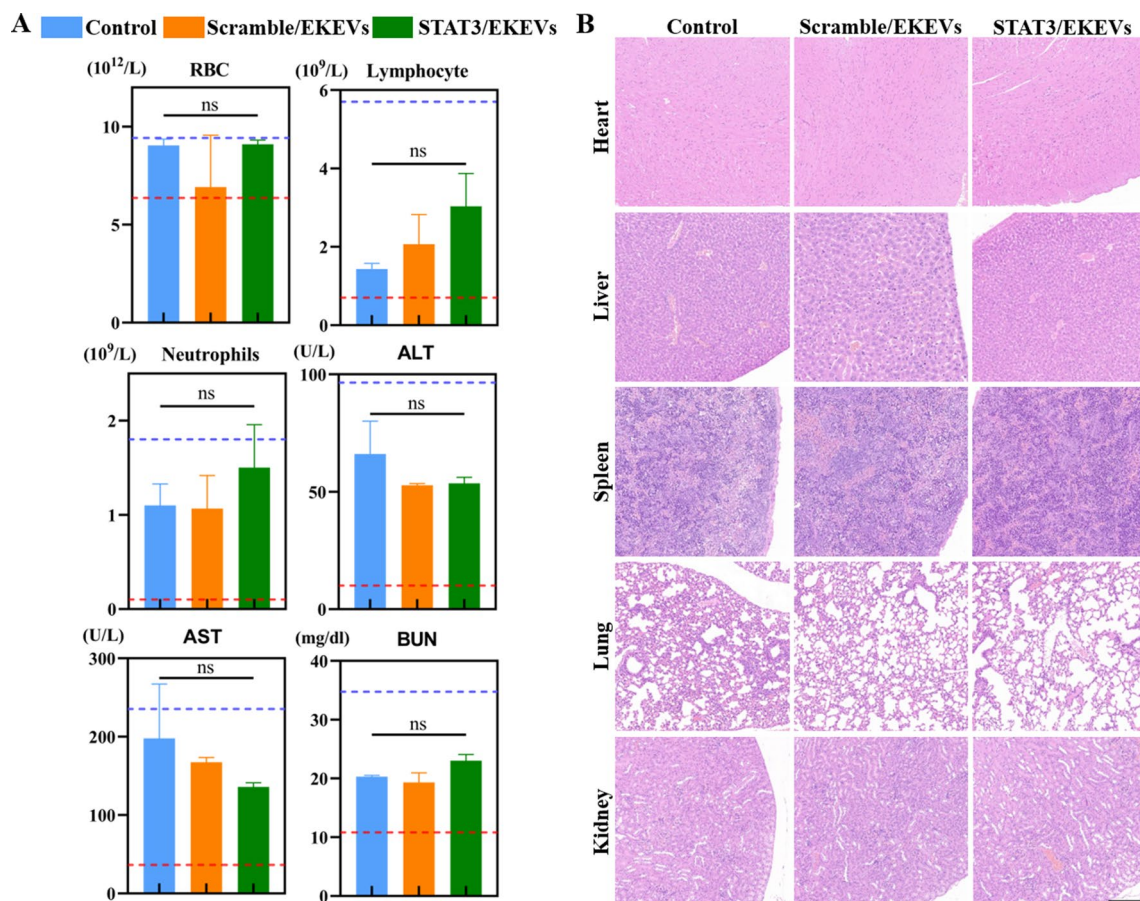 A
Control
Scramble/EKEVs
STAT3/EKEVs
(10¹²/L)
RBC
10
5
0
ns
(10⁹/L)
Lymphocyte
6
4
2
0
ns
(10⁹/L)
Neutrophils
2
1
0
ns
(U/L)
ALT
100
50
0
ns
(U/L)
AST
300
200
100
0
ns
(mg/dl)
BUN
40
30
20
10
0
ns
B
Control
Scramble/EKEVs
STAT3/EKEVs
Heart
Liver
Spleen
Lung
Kidney